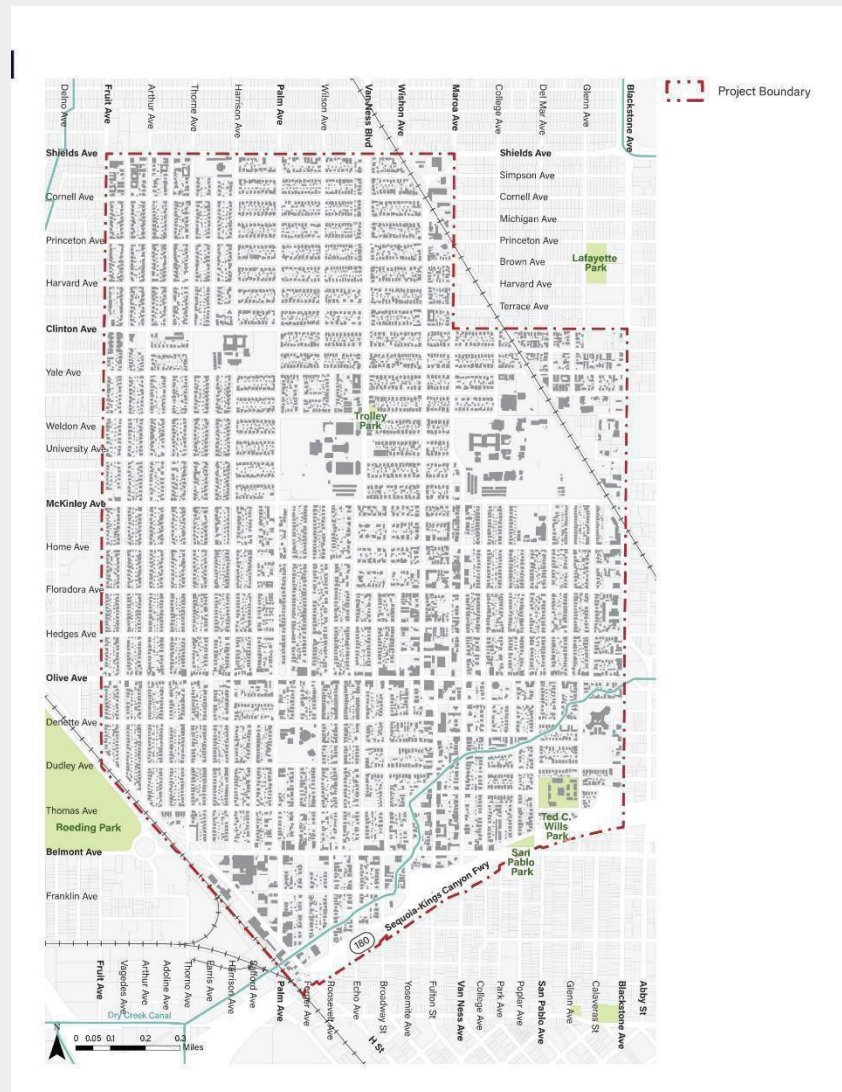 Project Boundary
Delno Ave
Fruit Ave
Arthur Ave
Thorne Ave
Harrison Ave
Palm Ave
Wilson Ave
Van Ness Blvd
Wishon Ave
Maroa Ave
College Ave
Del Mar Ave
Glenn Ave
Blackstone Ave
Shields Ave
Shields Ave
Simpson Ave
Cornell Ave
Cornell Ave
Michigan Ave
Princeton Ave
Princeton Ave
Brown Ave
Lafayette
Park
Harvard Ave
Harvard Ave
Terrace Ave
Clinton Ave
Yale Ave
Trolley
Park
Weldon Ave
University Ave
McKinley Ave
Home Ave
Floradora Ave
Hedges Ave
Olive Ave
Dennett Ave
Dudley Ave
Thomas Ave
Roeding Park
Ted C.
Wills
Park
Belmont Ave
San
Pablo
Park
Franklin Ave
Sequoia-Kings Canyon Fwy
180
Fruit Ave
Vagedes Ave
Arthur Ave
Adoline Ave
Thorne Ave
Farris Ave
Harrison Ave
Safford Ave
Palm Ave
Ferger Ave
Roosevelt Ave
Echo Ave
Broadway St
Yosemite Ave
Fulton St
Van Ness Ave
College Ave
Park Ave
Poplar Ave
San Pablo Ave
Glenn Ave
Calaveras St
Blackstone Ave
Abby St
Dry Creek Canal
H St
N
0 0.05 0.1 0.2 0.3
Miles